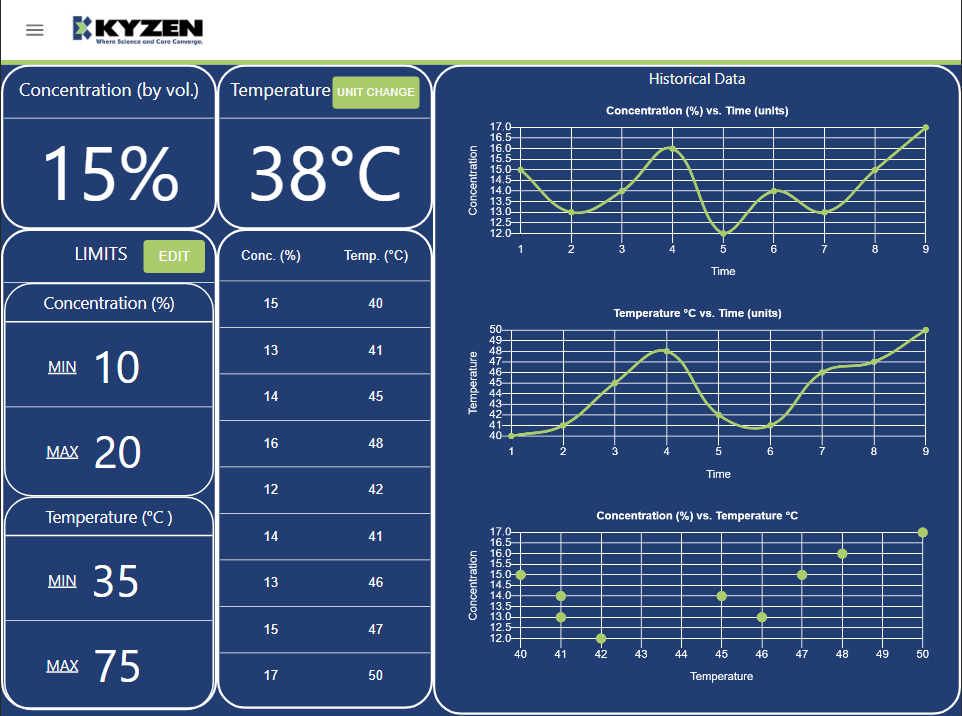 KYZEN
Where Science and Care Converge.
Concentration (by vol.)
15%
Temperature UNIT CHANGE
38°C
LIMITS EDIT
Concentration (%)
MIN 10
MAX 20
Temperature (°C )
MIN 35
MAX 75
Conc. (%) Temp. (°C)
15 40
13 41
14 45
16 48
12 42
14 41
13 46
15 47
17 50
Historical Data
Concentration (%) vs. Time (units)
Concentration
17.0
16.5
16.0
15.5
15.0
14.5
14.0
13.5
13.0
12.5
12.0
1 2 3 4 5 6 7 8 9
Time
Temperature °C vs. Time (units)
Temperature
50
49
48
47
46
45
44
43
42
41
40
1 2 3 4 5 6 7 8 9
Time
Concentration (%) vs. Temperature °C
Concentration
17.0
16.5
16.0
15.5
15.0
14.5
14.0
13.5
13.0
12.5
12.0
40 41 42 43 44 45 46 47 48 49 50
Temperature